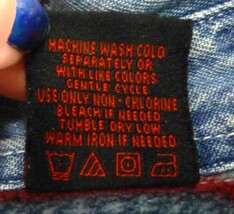 MACHINE WASH COLD
SEPARATELY OR
WITH LIKE COLORS
GENTLE CYCLE
USE ONLY NON - CHLORINE
BLEACH IF NEEDED
TUMBLE DRY LOW
WARM IRON IF NEEDED